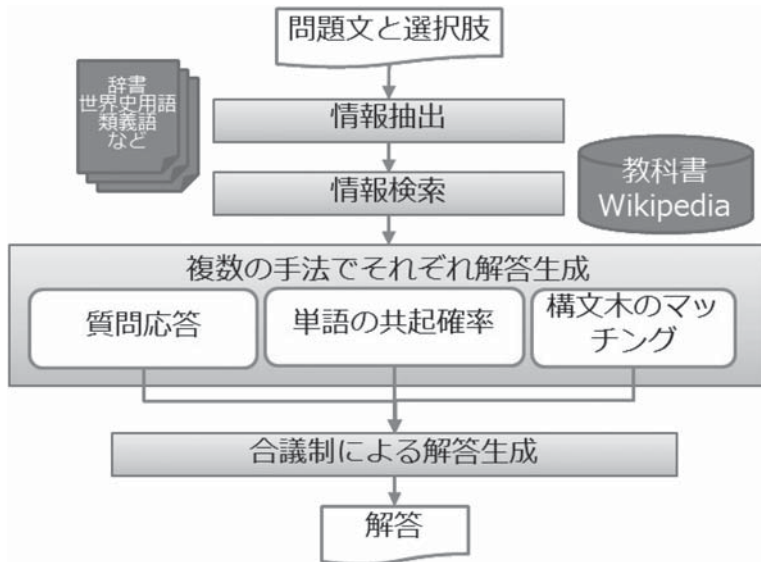 問題文と選択肢
辞書
世界史用語
類義語
など
情報抽出
情報検索
教科書
Wikipedia
複数の手法でそれぞれ解答生成
質問応答
単語の共起確率
構文木のマッ
チング
合議制による解答生成
解答